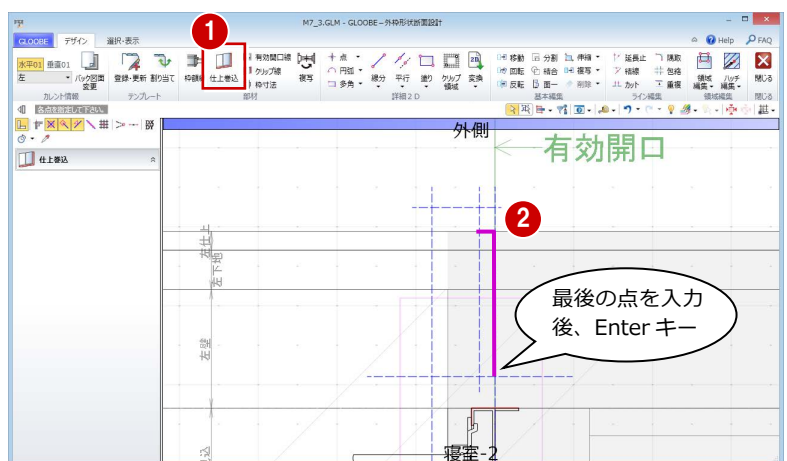 M7_3.GLM - GLOOBE – 外枠形状断面設計
GLOOBE デザイン 選択·表示 Help FAQ
水平01 垂直01
左
バック図面
変更
カレント情報
登録·更新 割り当て
テンプレート
仕上巻込
有効開口線
クリップ線
枠寸法
複写
部材
点
円弧
多角
線分 平行 連り クリップ
領域
変換
詳細2D
移動 分割 伸縮
回転 結合 複写
反転 面一 削除
基本編集
延長止 隅取
結線 包絡
カット 重複
ライン編集
領域
編集
ハッチ
編集
領域編集
閉じる
閉じる
各点を指定して下さい。
仕上巻込
1
2
外側
有効開口
左仕上
左下地
左壁
寝室-2
最後の点を入力
後、Enter キー